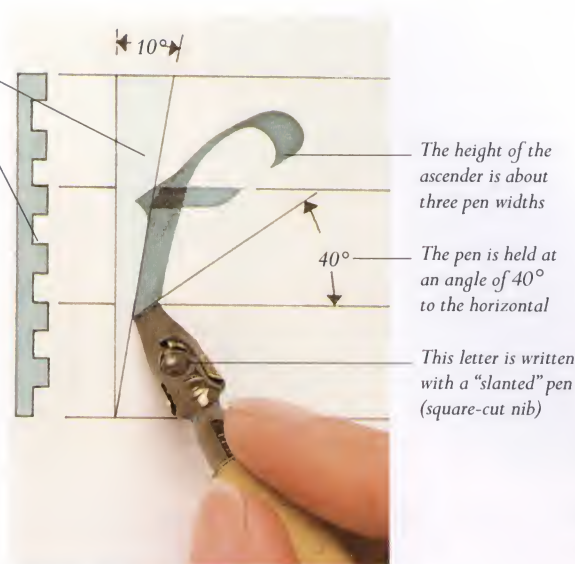 10°
The height of the
ascender is about
three pen widths
40°
The pen is held at
an angle of 40°
to the horizontal
This letter is written
with a "slanted" pen
(square-cut nib)